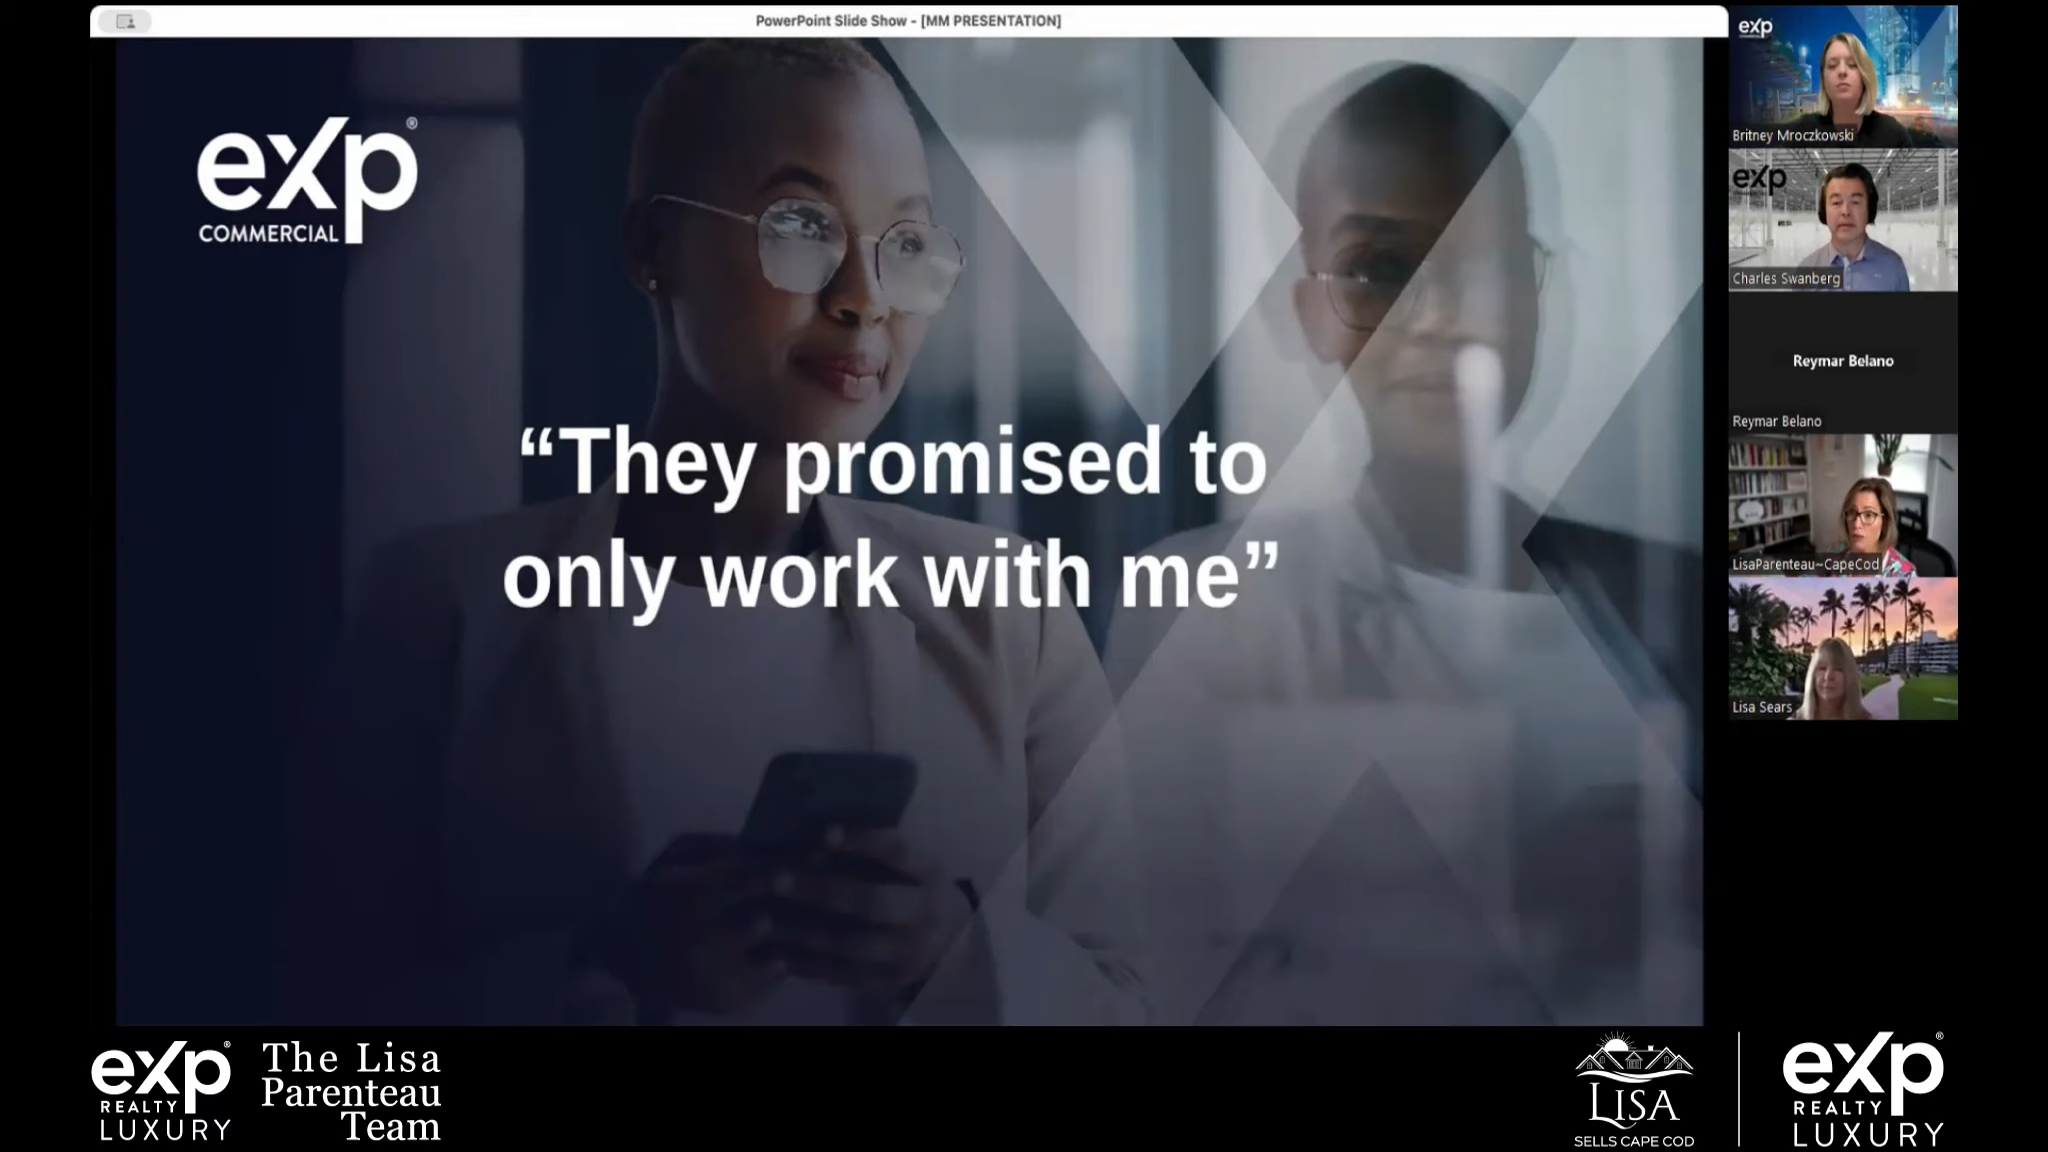 PowerPoint Slide Show - [MM PRESENTATION]
exp®
COMMERCIAL
“They promised to
only work with me”
exp
Britney Mroczkowski
exp
Charles Swanberg
Reymar Belano
Reymar Belano
LisaParenteau~CapeCod
Lisa Sears
exp®
REALTY
LUXURY
The Lisa
Parenteau
Team
LISA
SELLS CAPE COD
exp®
REALTY
LUXURY